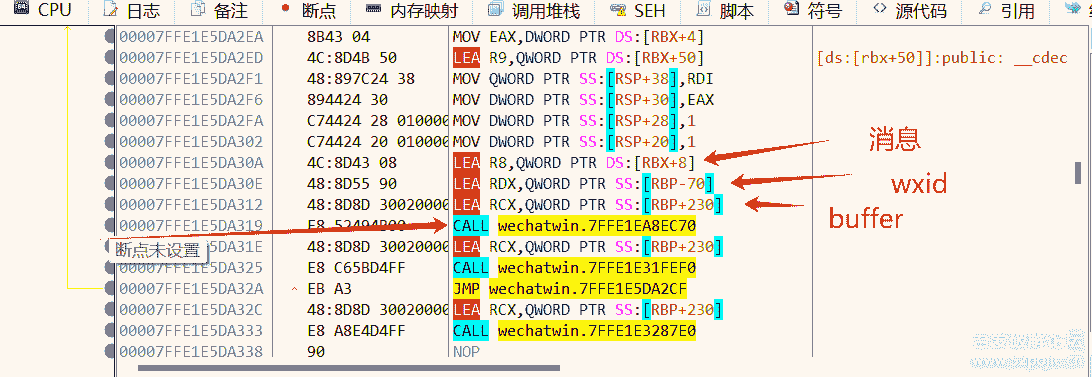 CPU 日志 备注 断点 内存映射 调用堆栈 SEH 脚本 符号 源代码 引用
00007FFE1E5DA2EA 8B43 04 MOV EAX,DWORD PTR DS:[RBX+4]
00007FFE1E5DA2ED 4C:8D4B 50 LEA R9,QWORD PTR DS:[RBX+50] [ds:[rbx+50]]:public: __cdec
00007FFE1E5DA2F1 48:897C24 38 MOV QWORD PTR SS:[RSP+38],RDI
00007FFE1E5DA2F6 894424 30 MOV DWORD PTR SS:[RSP+30],EAX
00007FFE1E5DA2FA C74424 28 010000 MOV DWORD PTR SS:[RSP+28],1
00007FFE1E5DA302 C74424 20 010000 MOV DWORD PTR SS:[RSP+20],1
00007FFE1E5DA30A 4C:8D43 08 LEA R8,QWORD PTR DS:[RBX+8] 消息
00007FFE1E5DA30E 48:8D55 90 LEA RDX,QWORD PTR SS:[RBP-70] wxid
00007FFE1E5DA312 48:8D8D 30020000 LEA RCX,QWORD PTR SS:[RBP+230] buffer
00007FFE1E5DA319 CALL wechatwin.7FFE1EA8EC70
断点未设置
DA31E 48:8D8D 30020000 LEA RCX,QWORD PTR SS:[RBP+230]
00007FFE1E5DA325 E8 C65BD4FF CALL wechatwin.7FFE1E31FEF0
00007FFE1E5DA32A EB A3 JMP wechatwin.7FFE1E5DA2CF
00007FFE1E5DA32C 48:8D8D 30020000 LEA RCX,QWORD PTR SS:[RBP+230]
00007FFE1E5DA333 E8 A8E4D4FF CALL wechatwin.7FFE1E3287E0
00007FFE1E5DA338 90 NOP